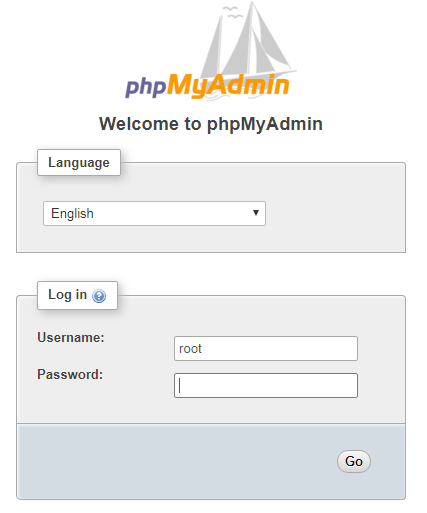 phpMyAdmin
Welcome to phpMyAdmin
Language
English
Log in
Username:
root
Password:
Go